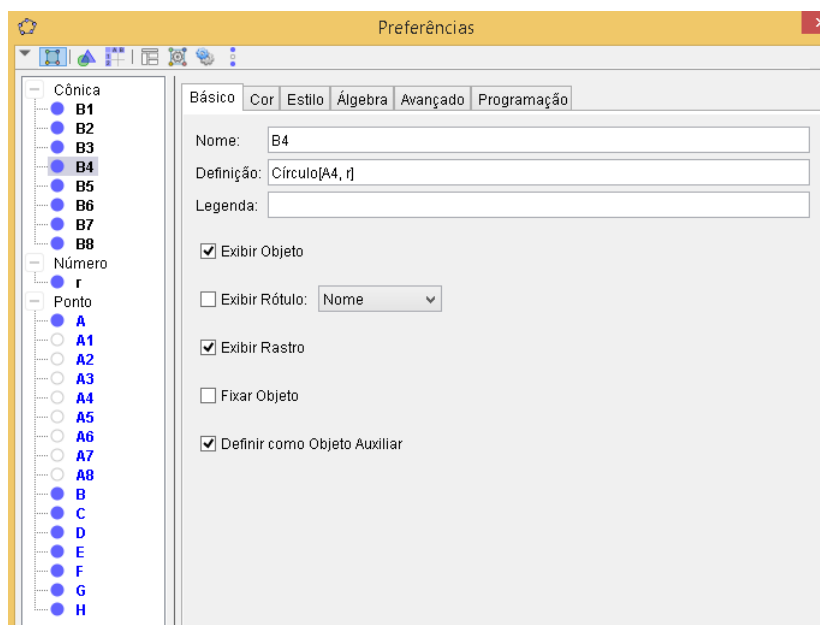 Preferências
Cônica
B1
B2
B3
B4
B5
B6
B7
B8
Número
r
Ponto
A
A1
A2
A3
A4
A5
A6
A7
A8
B
C
D
E
F
G
H
Básico Cor Estilo Álgebra Avançado Programação
Nome: B4
Definição: Círculo[A4, r]
Legenda:
Exibir Objeto
Exibir Rótulo: Nome
Exibir Rastro
Fixar Objeto
Definir como Objeto Auxiliar